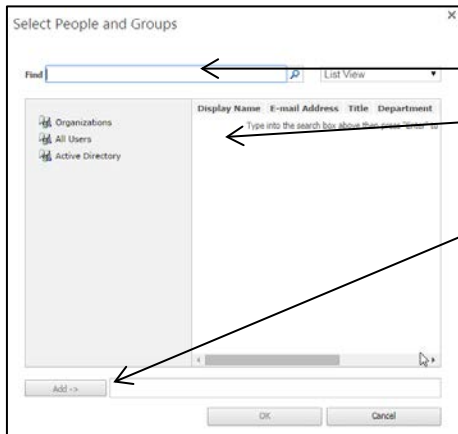 Select People and Groups
Find
List View
Display Name E-mail Address Title Department
Type into the search box above then press "Enter" to
Organizations
All Users
Active Directory
Add ->
OK
Cancel